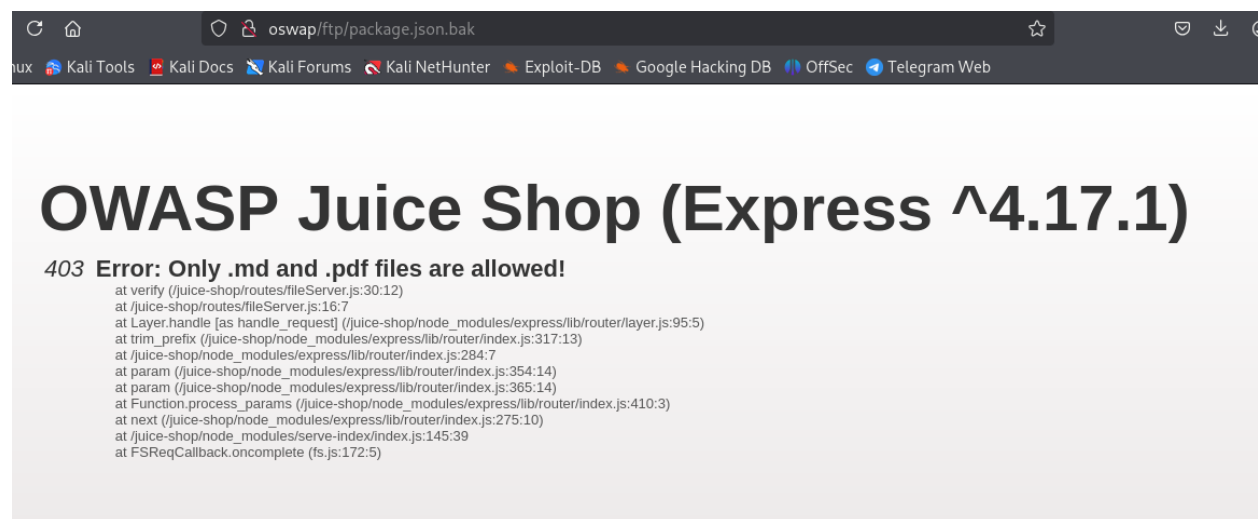 oswap/ftp/package.json.bak
Kali Tools Kali Docs Kali Forums Kali NetHunter Exploit-DB Google Hacking DB OffSec Telegram Web
OWASP Juice Shop (Express ^4.17.1)
403 Error: Only .md and .pdf files are allowed!
at verify (/juice-shop/routes/fileServer.js:30:12)
at /juice-shop/routes/fileServer.js:16:7
at Layer.handle [as handle_request] (/juice-shop/node_modules/express/lib/router/layer.js:95:5)
at trim_prefix (/juice-shop/node_modules/express/lib/router/index.js:317:13)
at /juice-shop/node_modules/express/lib/router/index.js:284:7
at param (/juice-shop/node_modules/express/lib/router/index.js:354:14)
at param (/juice-shop/node_modules/express/lib/router/index.js:365:14)
at Function.process_params (/juice-shop/node_modules/express/lib/router/index.js:410:3)
at next (/juice-shop/node_modules/express/lib/router/index.js:275:10)
at /juice-shop/node_modules/serve-index/index.js:145:39
at FSReqCallback.oncomplete (fs.js:172:5)